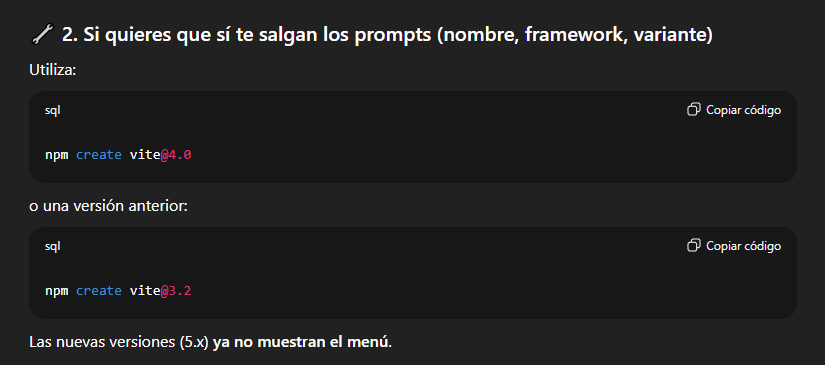 🔧 2. Si quieres que sí te salgan los prompts (nombre, framework, variante)
Utiliza:
sql
Copiar código
npm create vite@4.0
o una versión anterior:
sql
Copiar código
npm create vite@3.2
Las nuevas versiones (5.x) ya no muestran el menú.